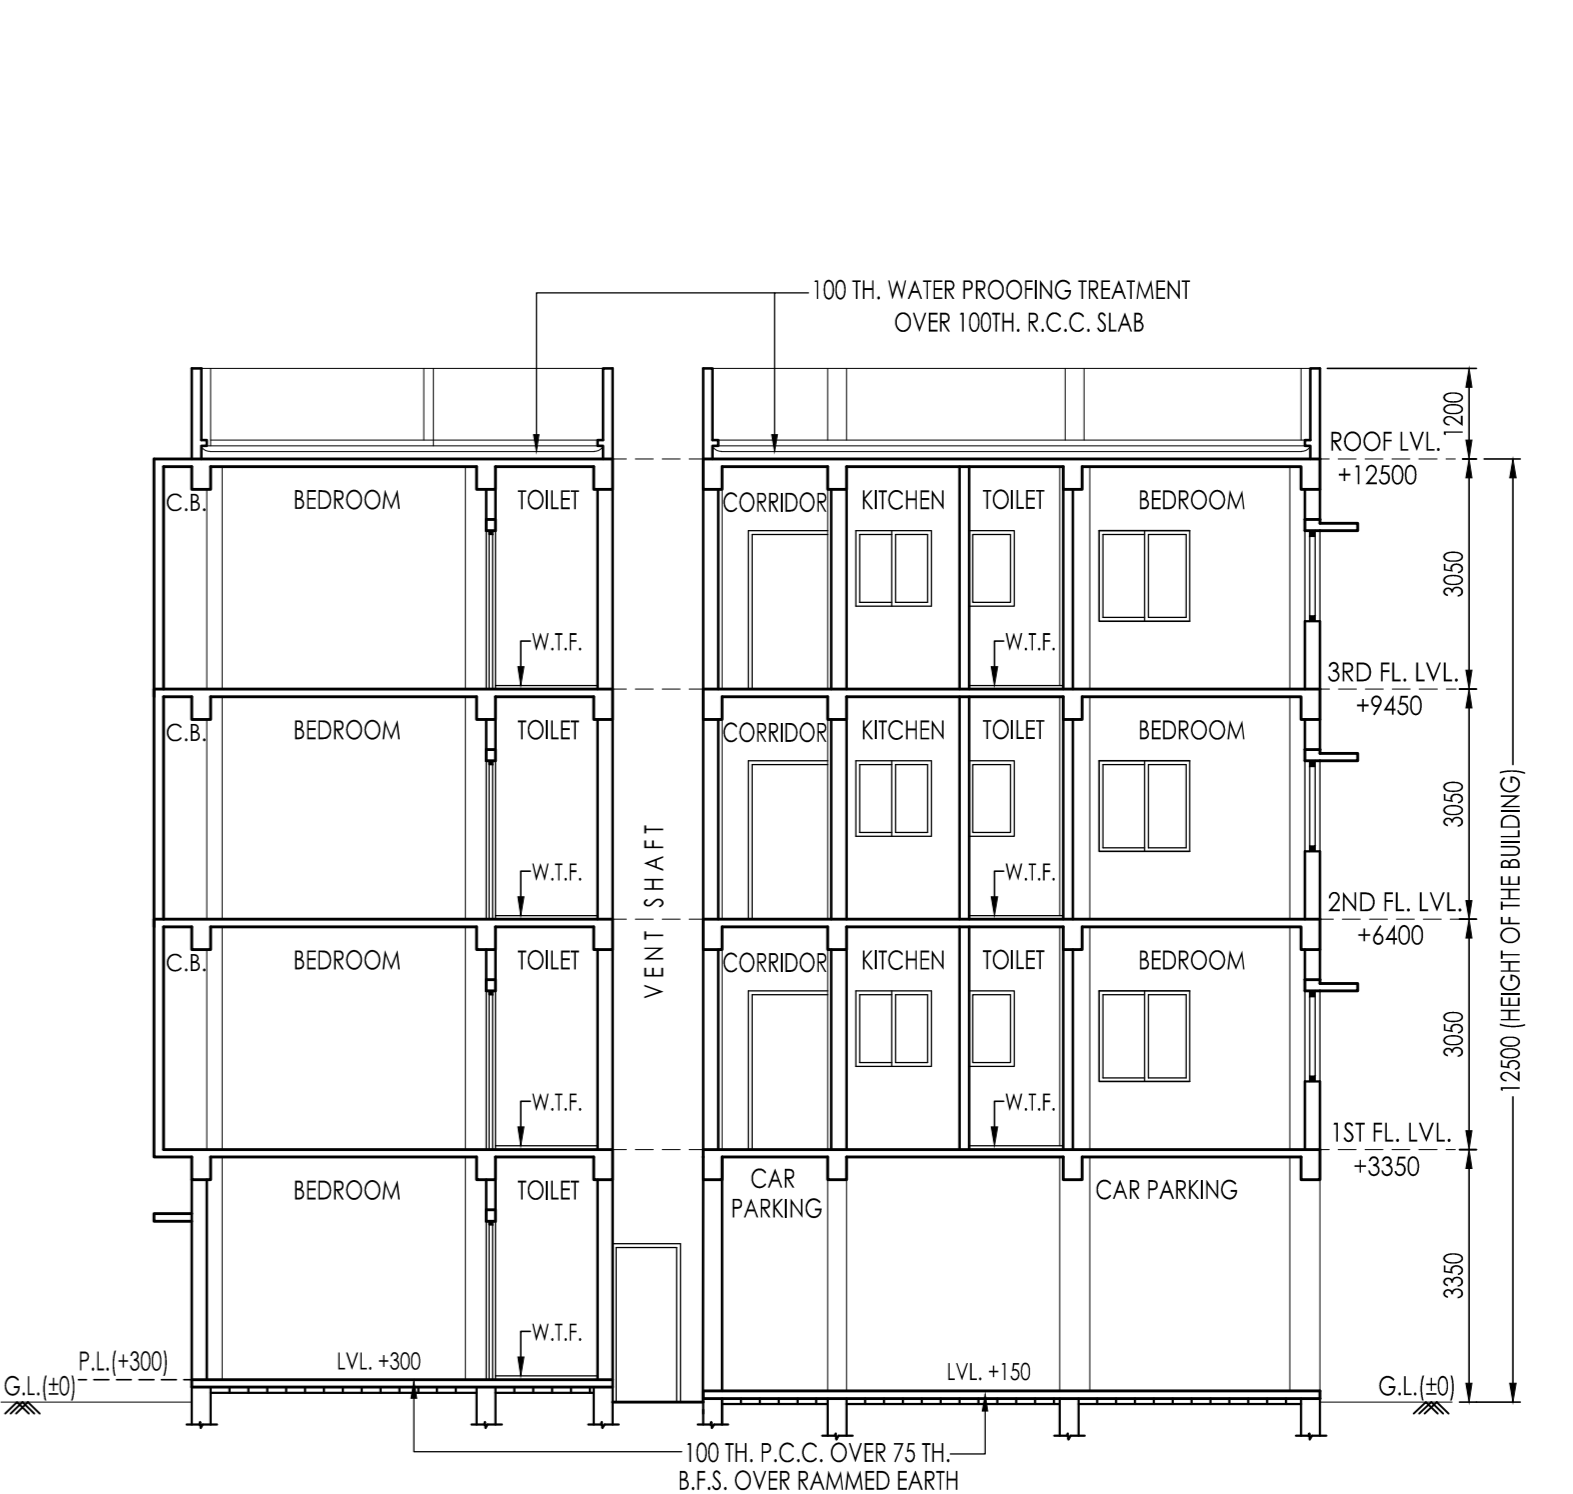 100 TH. WATER PROOFING TREATMENT
OVER 100TH. R.C.C. SLAB
1200
ROOF LVL.
+12500
C.B.
BEDROOM
TOILET
CORRIDOR
KITCHEN
TOILET
BEDROOM
3050
W.T.F.
W.T.F.
3RD FL. LVL.
+9450
C.B.
BEDROOM
TOILET
CORRIDOR
KITCHEN
TOILET
BEDROOM
3050
W.T.F.
W.T.F.
VENT SHAFT
12500 (HEIGHT OF THE BUILDING)
2ND FL. LVL.
+6400
C.B.
BEDROOM
TOILET
CORRIDOR
KITCHEN
TOILET
BEDROOM
3050
W.T.F.
W.T.F.
1ST FL. LVL.
+3350
BEDROOM
TOILET
CAR
PARKING
CAR PARKING
3350
W.T.F.
P.L.(+300)
LVL. +300
LVL. +150
G.L.(±0)
G.L.(±0)
100 TH. P.C.C. OVER 75 TH.
B.F.S. OVER RAMMED EARTH